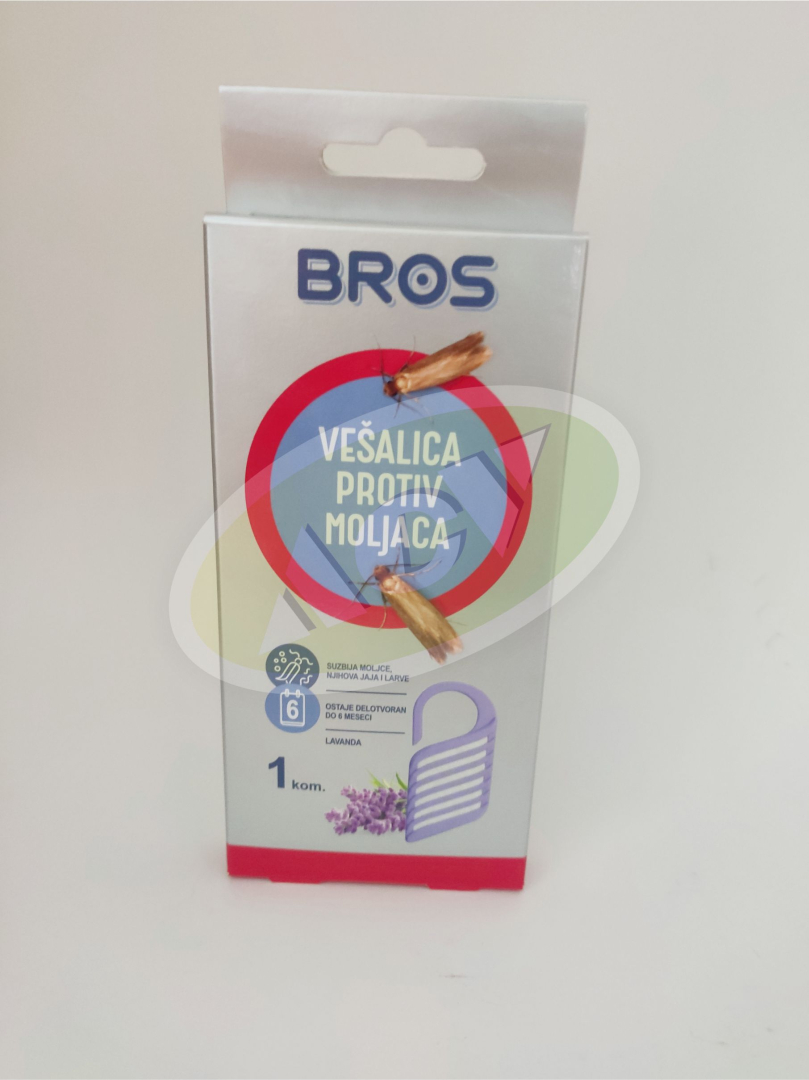 BROS
VEŠALICA
PROTIV
MOLJACA
SUZBIJA MOLJCE,
NJIHOVA JAJA I LARVE
6
OSTAJE DELOTVORAN
DO 6 MESECI
LAVANDA
1 kom.